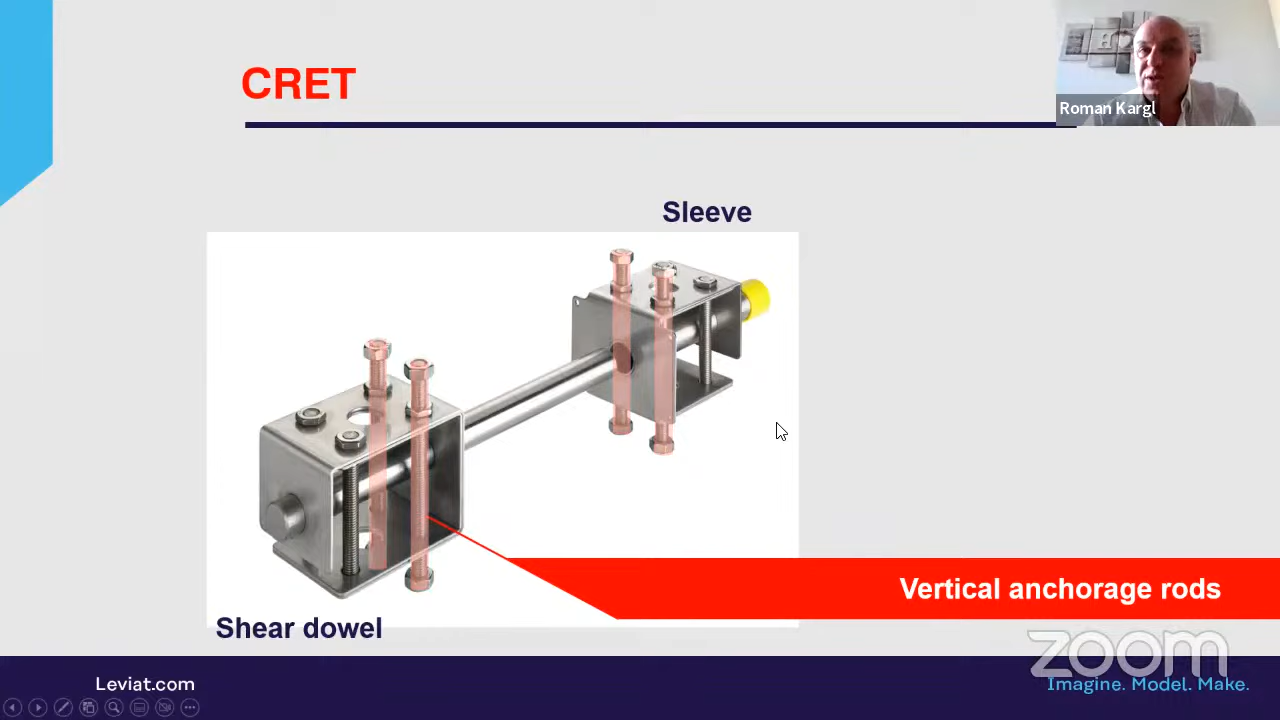 CRET
Roman Kargl
Sleeve
Vertical anchorage rods
Shear dowel
zoom
Leviat.com
Imagine. Model. Make.